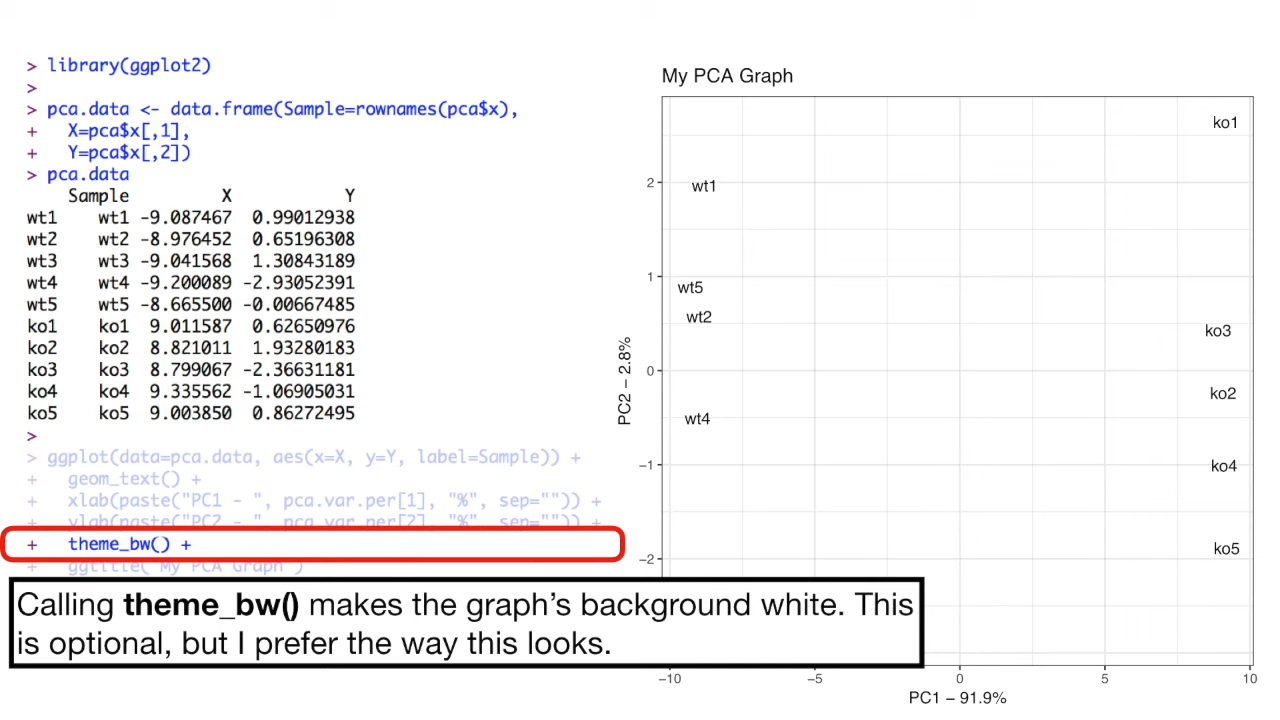 > library(ggplot2)
>
> pca.data <- data.frame(Sample=rownames(pca$x),
+ X=pca$x[,1],
+ Y=pca$x[,2])
> pca.data
Sample X Y
wt1 wt1 -9.087467 0.99012938
wt2 wt2 -8.976452 0.65196308
wt3 wt3 -9.041568 1.30843189
wt4 wt4 -9.200089 -2.93052391
wt5 wt5 -8.665500 -0.00667485
ko1 ko1 9.011587 0.62650976
ko2 ko2 8.821011 1.93280183
ko3 ko3 8.799067 -2.36631181
ko4 ko4 9.335562 -1.06905031
ko5 ko5 9.003850 0.86272495
>
> ggplot(data=pca.data, aes(x=X, y=Y, label=Sample)) +
+ geom_text() +
+ xlab(paste("PC1 - ", pca.var.per[1], "%", sep="")) +
+ ylab(paste("PC2 - ", pca.var.per[2], "%", sep="")) +
+ theme_bw() +
+ ggtitle("My PCA Graph")
Calling theme_bw() makes the graph's background white. This
is optional, but I prefer the way this looks.
My PCA Graph
ko1
2
wt1
1
wt5
wt2
ko3
0
ko2
wt4
−1
ko4
ko5
−2
PC2 – 2.8%
−10 −5 0 5 10
PC1 – 91.9%